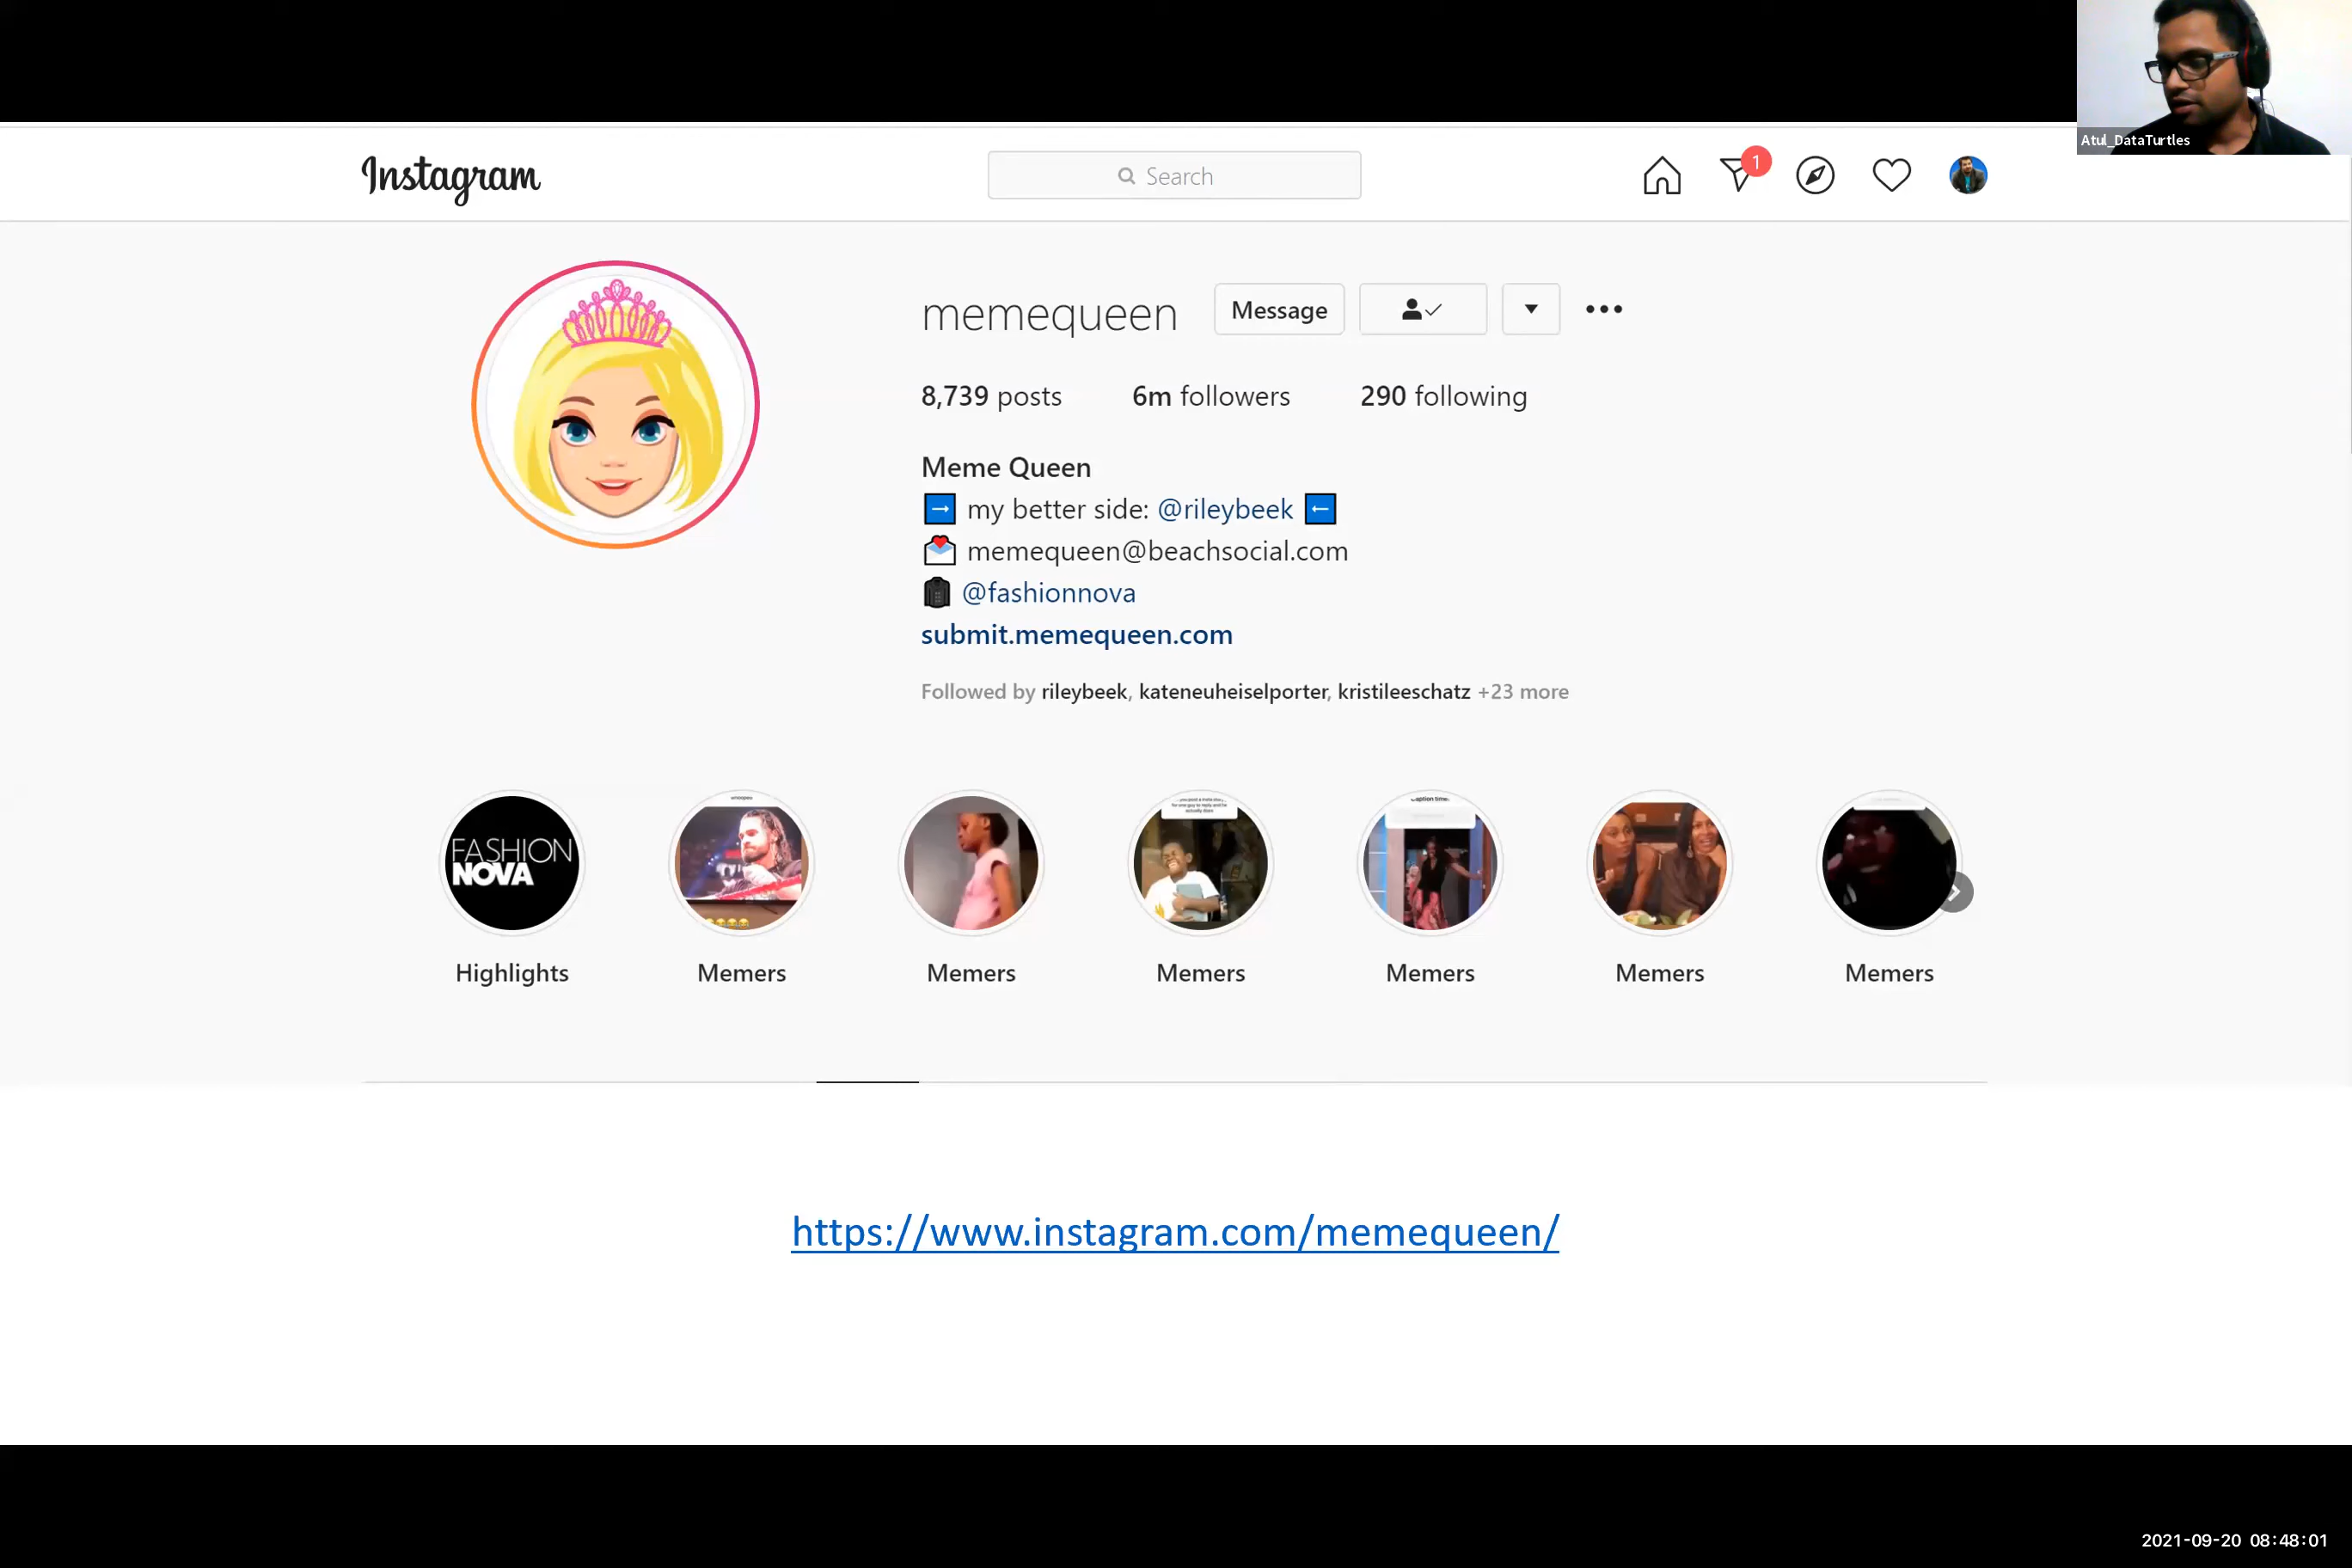 Atul_DataTurtles
Instagram
Search
1
memequeen
Message
8,739 posts 6m followers 290 following
Meme Queen
my better side: @rileybeek
memequeen@beachsocial.com
@fashionnova
submit.memequeen.com
Followed by rileybeek, kateneuheiselporter, kristileeschatz +23 more
FASHION
NOVA
Caption time:
Highlights Memers Memers Memers Memers Memers Memers
https://www.instagram.com/memequeen/
2021-09-20 08:48:01